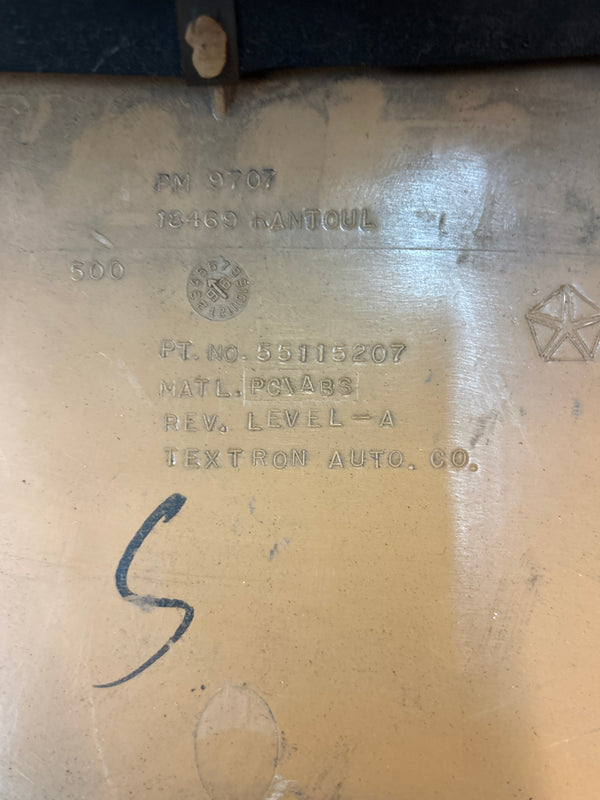 PM 9707
18469 RANTOUL
500
PT. NO. 55115207
MATL. PC\ABS
REV. LEVEL-A
TEXTRON AUTO. CO.
S